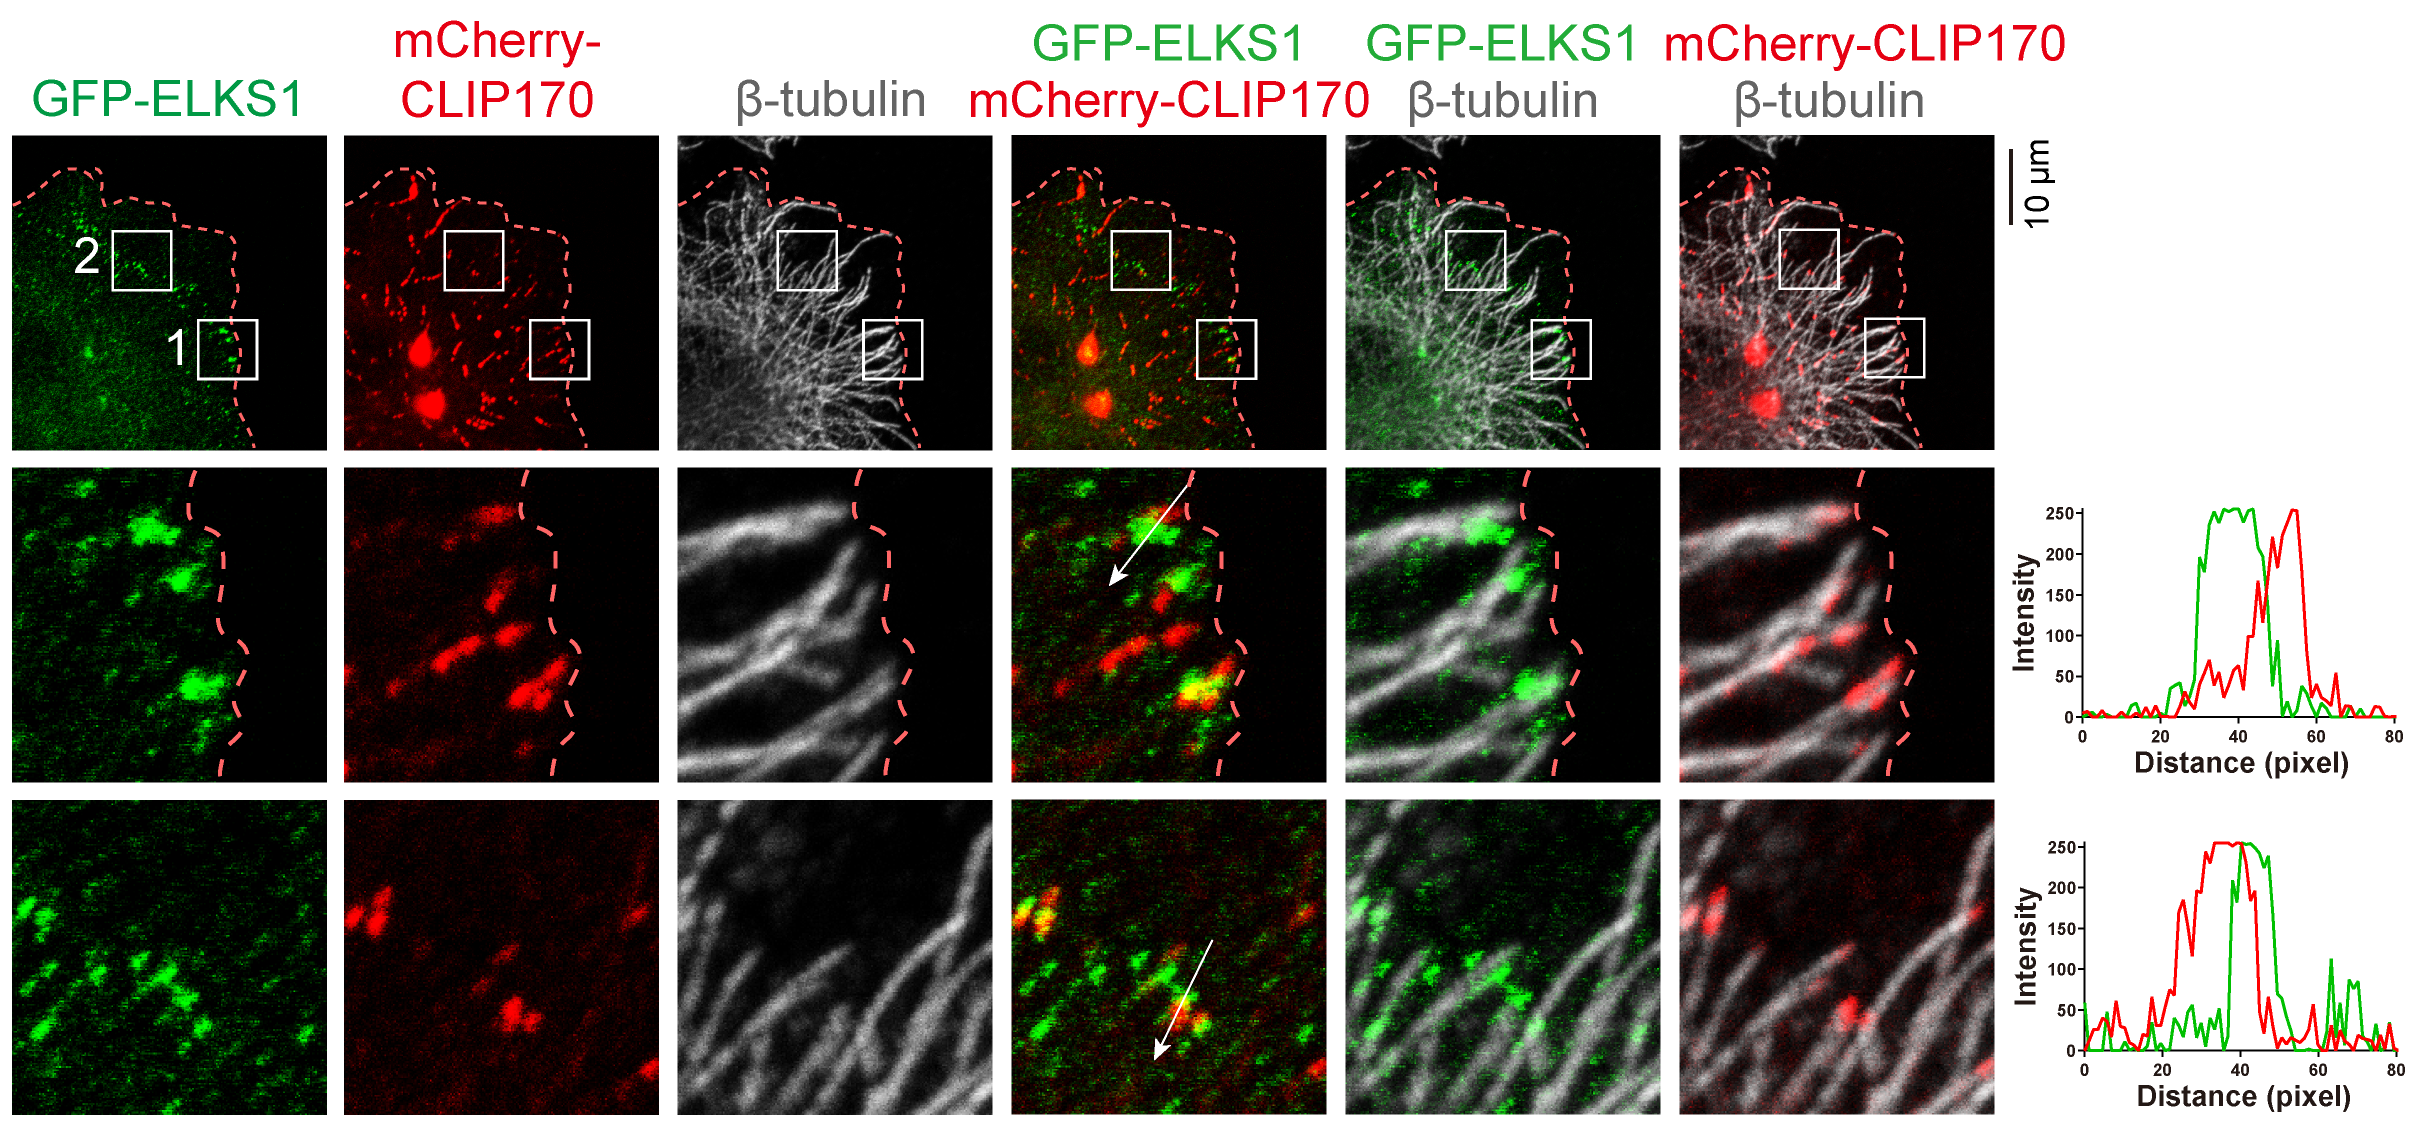 GFP-ELKS1
mCherry-
CLIP170
β-tubulin
GFP-ELKS1
mCherry-CLIP170
GFP-ELKS1
β-tubulin
mCherry-CLIP170
β-tubulin
10 µm
2
1
250
200
150
100
50
0
Intensity
0 20 40 60 80
Distance (pixel)
250
200
150
100
50
0
Intensity
0 20 40 60 80
Distance (pixel)